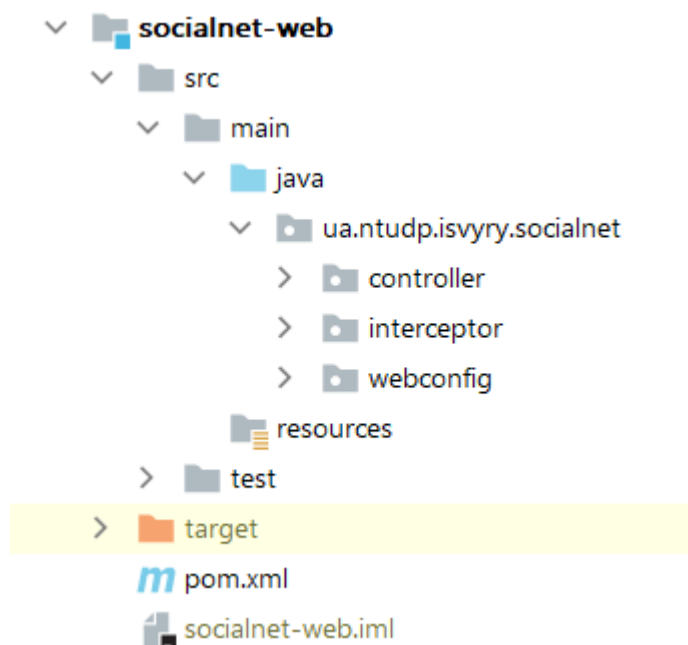 socialnet-web
src
main
java
ua.ntudp.isvyry.socialnet
controller
interceptor
webconfig
resources
test
target
pom.xml
socialnet-web.iml